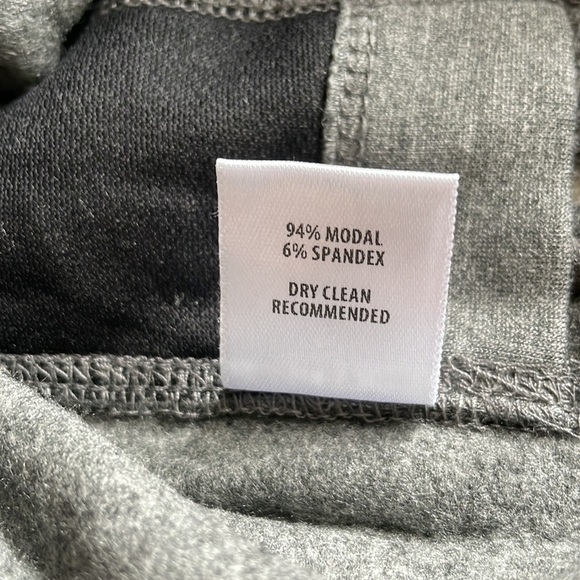 94% MODAL
6% SPANDEX
DRY CLEAN
RECOMMENDED